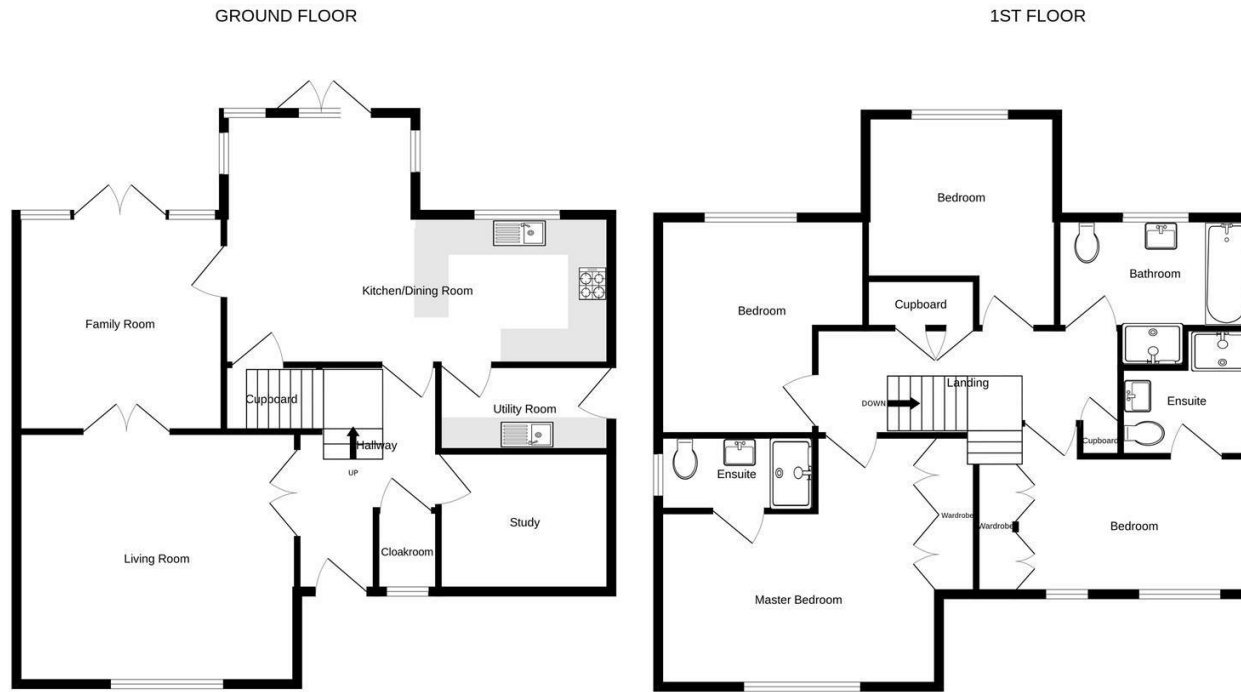 GROUND FLOOR
Kitchen/Dining Room
Family Room
Cupboard
Utility Room
Hallway
UP
Study
Cloakroom
Living Room
1ST FLOOR
Bedroom
Bathroom
Cupboard
Bedroom
Landing
DOWN
Ensuite
Cupboard
Ensuite
Wardrobe
Wardrobe
Bedroom
Master Bedroom